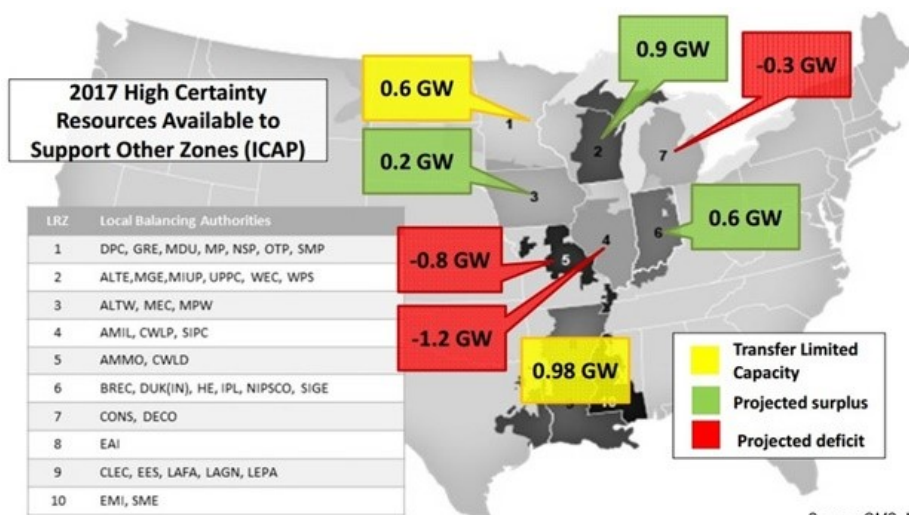 2017 High Certainty
Resources Available to
Support Other Zones (ICAP)
0.6 GW
0.9 GW
-0.3 GW
0.2 GW
0.6 GW
-0.8 GW
-1.2 GW
0.98 GW
1
2
7
3
4
6
5
10
LRZ Local Balancing Authorities
1 DPC, GRE, MDU, MP, NSP, OTP, SMP
2 ALTE,MGE,MIUP, UPPC, WEC, WPS
3 ALTW, MEC, MPW
4 AMIL, CWLP, SIPC
5 AMMO, CWLD
6 BREC, DUK(IN), HE, IPL, NIPSCO, SIGE
7 CONS, DECO
8 EAI
9 CLEC, EES, LAFA, LAGN, LEPA
10 EMI, SME
Transfer Limited
Capacity
Projected surplus
Projected deficit